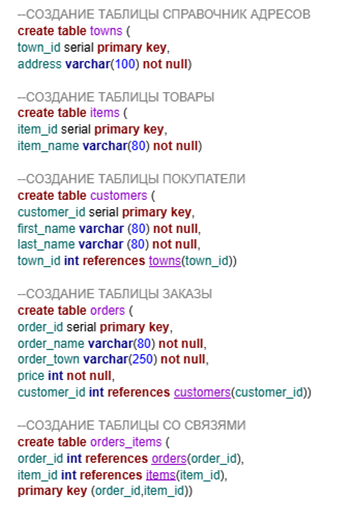 --СОЗДАНИЕ ТАБЛИЦЫ СПРАВОЧНИК АДРЕСОВ
create table towns (
town_id serial primary key,
address varchar(100) not null)
--СОЗДАНИЕ ТАБЛИЦЫ ТОВАРЫ
create table items (
item_id serial primary key,
item_name varchar(80) not null)
--СОЗДАНИЕ ТАБЛИЦЫ ПОКУПАТЕЛИ
create table customers (
customer_id serial primary key,
first_name varchar (80) not null,
last_name varchar (80) not null,
town_id int references towns(town_id))
--СОЗДАНИЕ ТАБЛИЦЫ ЗАКАЗЫ
create table orders (
order_id serial primary key,
order_name varchar(80) not null,
order_town varchar(250) not null,
price int not null,
customer_id int references customers(customer_id))
--СОЗДАНИЕ ТАБЛИЦЫ СО СВЯЗЯМИ
create table orders_items (
order_id int references orders(order_id),
item_id int references items(item_id),
primary key (order_id,item_id))